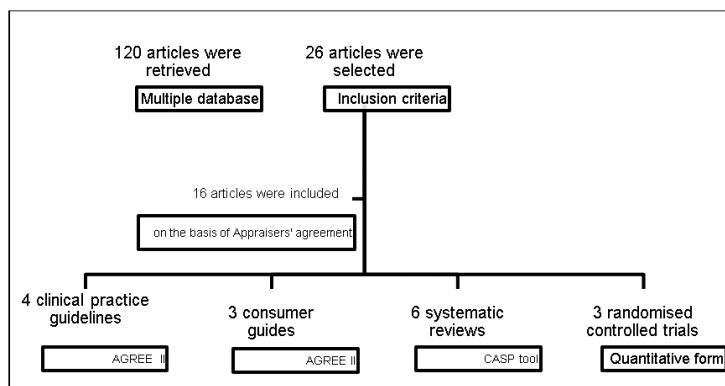 120 articles were
retrieved
Multiple database
26 articles were
selected
Inclusion criteria
16 articles were included
on the basis of Appraisers' agreement
4 clinical practice
guidelines
AGREE II
3 consumer
guides
AGREE II
6 systematic
reviews
CASP tool
3 randomised
controlled trials
Quantitative form